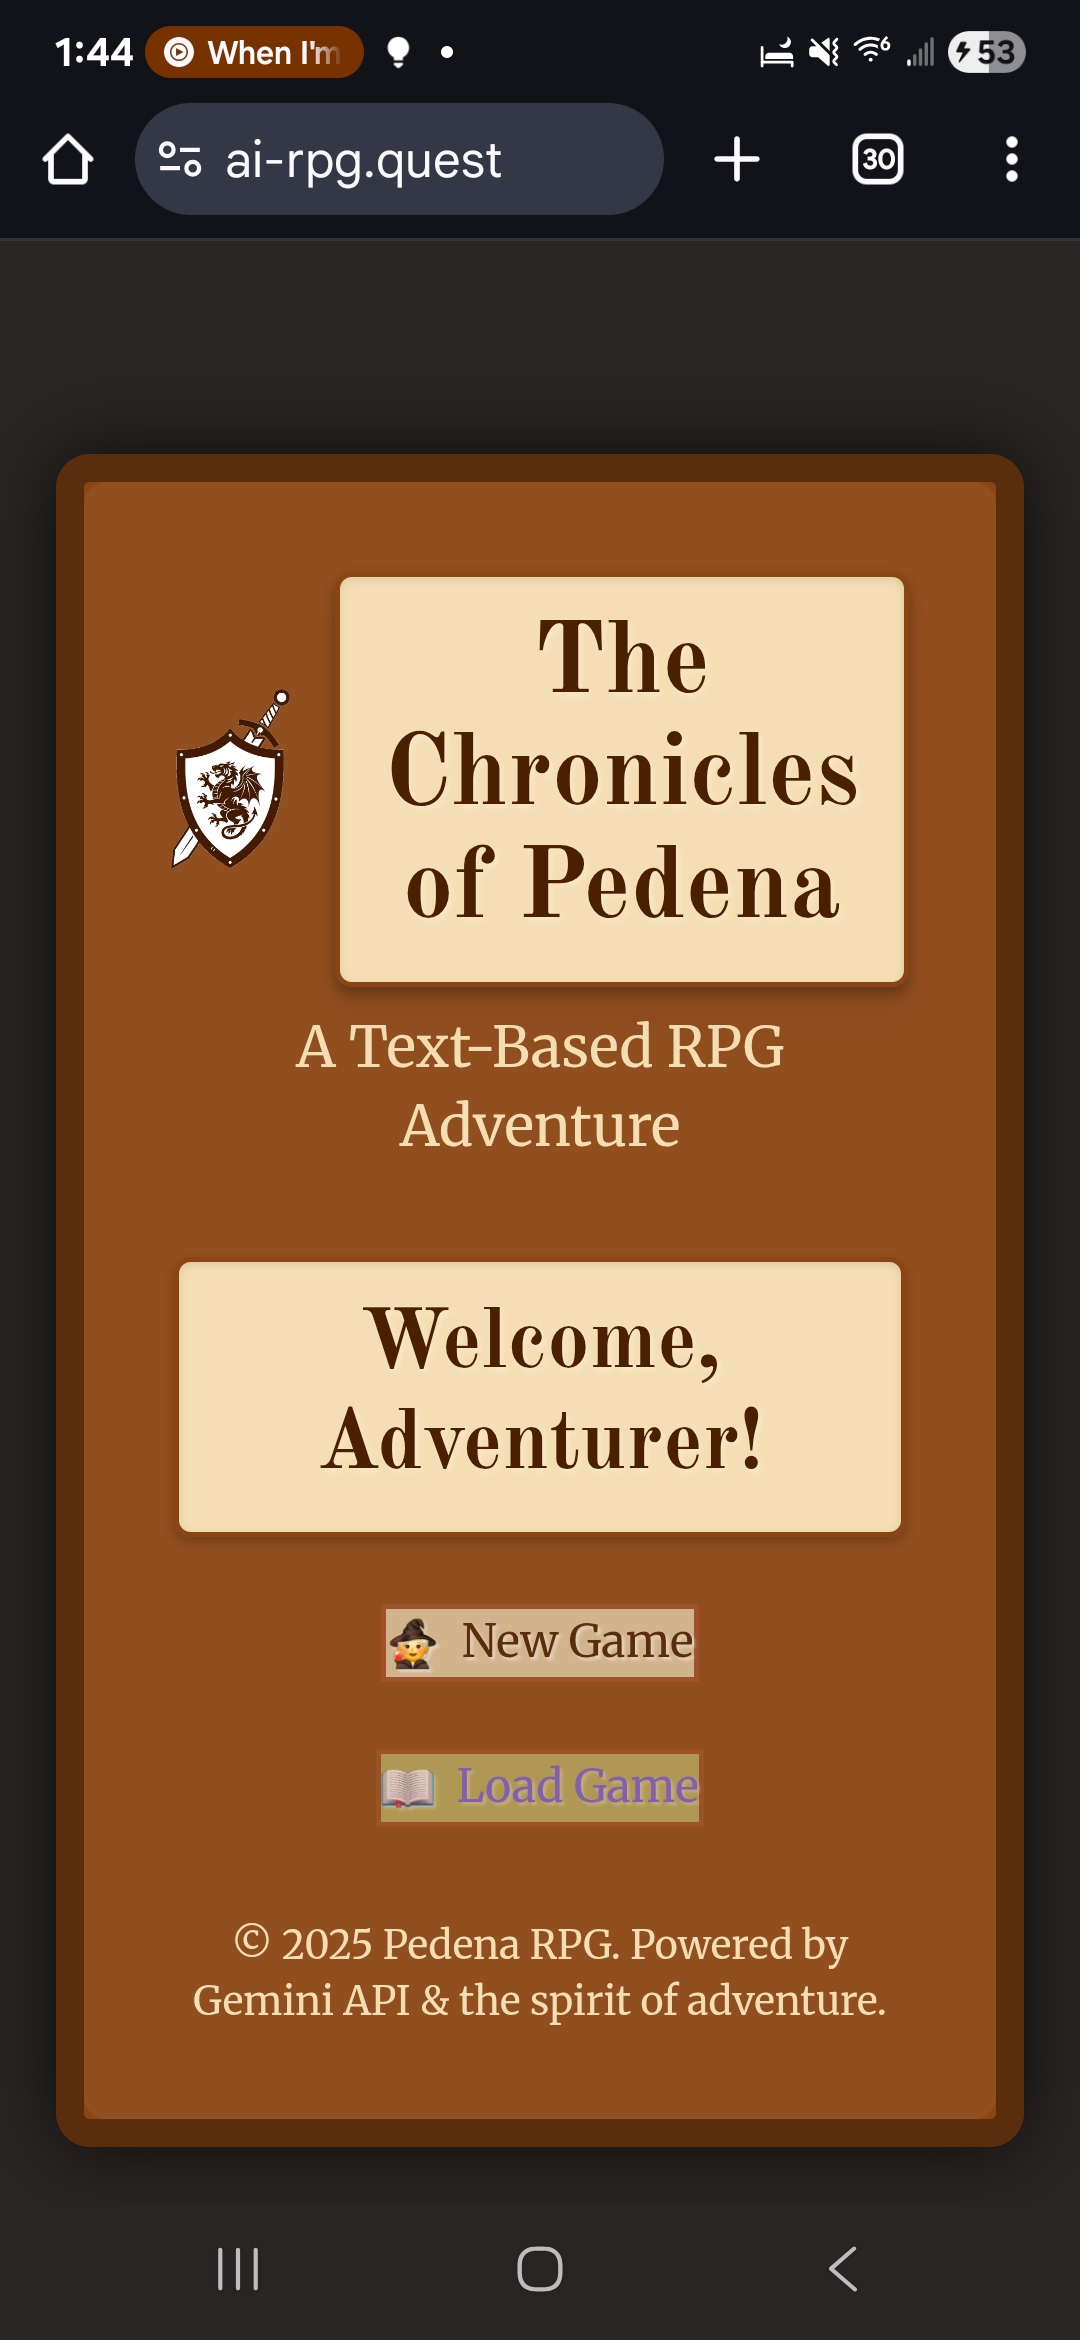 1:44 When I'm 53
ai-rpg.quest 30
The
Chronicles
of Pedena
A Text-Based RPG
Adventure
Welcome,
Adventurer!
New Game
Load Game
© 2025 Pedena RPG. Powered by
Gemini API & the spirit of adventure.